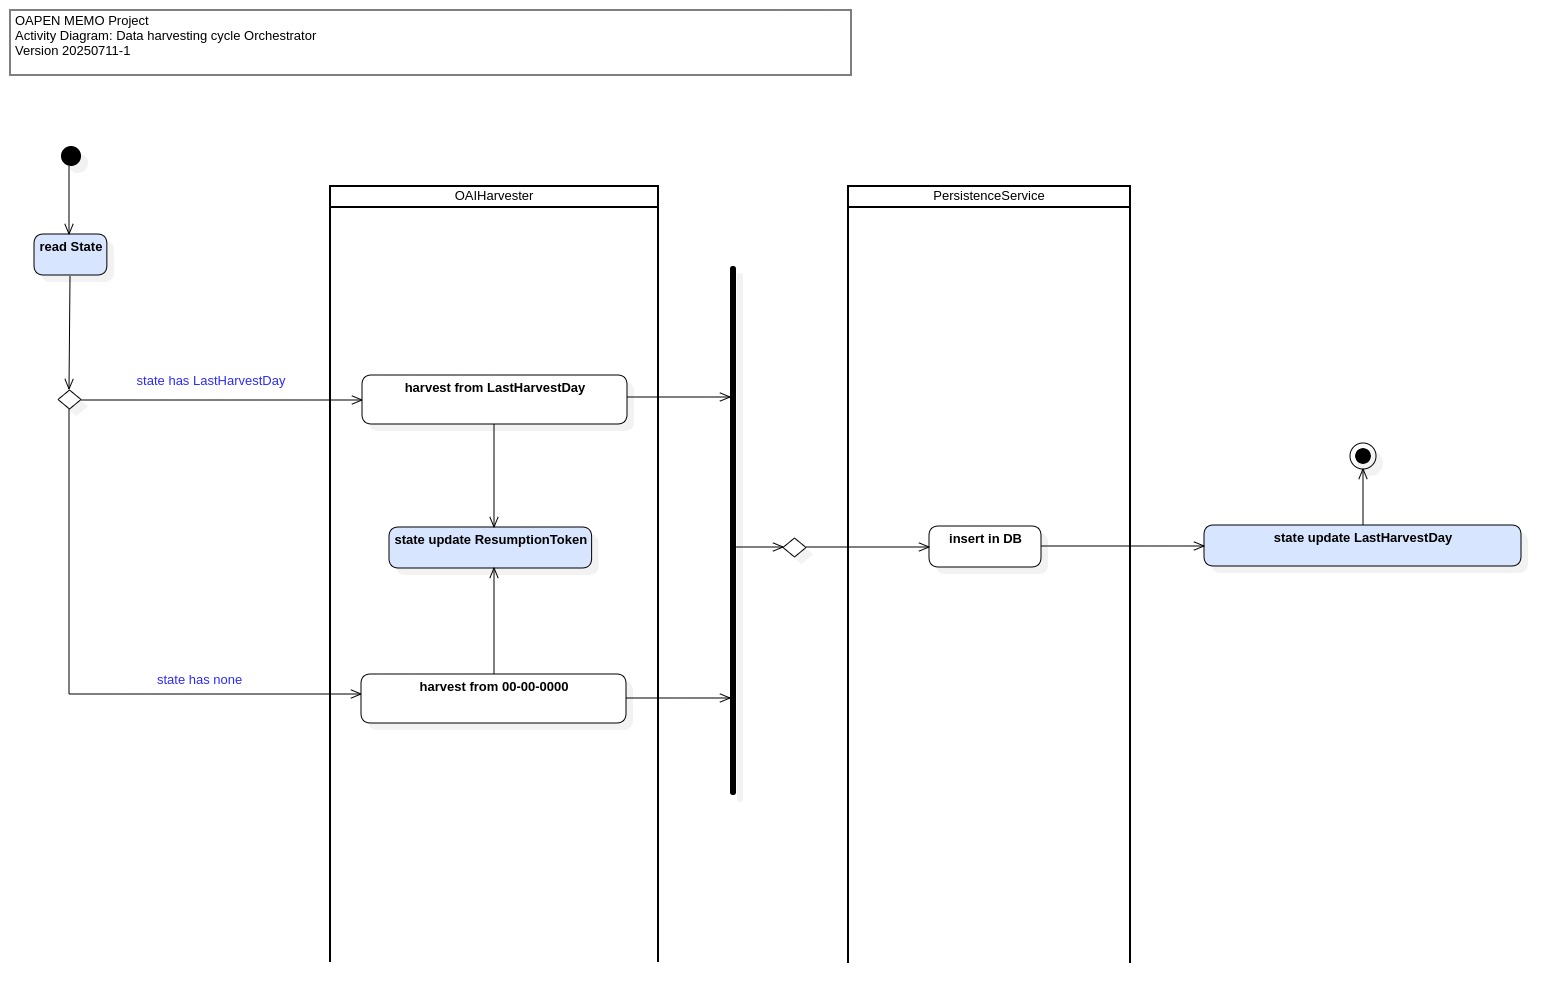 OAPEN MEMO Project
Activity Diagram: Data harvesting cycle Orchestrator
Version 20250711-1
OAIHarvester
PersistenceService
read State
state has LastHarvestDay
harvest from LastHarvestDay
state update ResumptionToken
insert in DB
state update LastHarvestDay
state has none
harvest from 00-00-0000